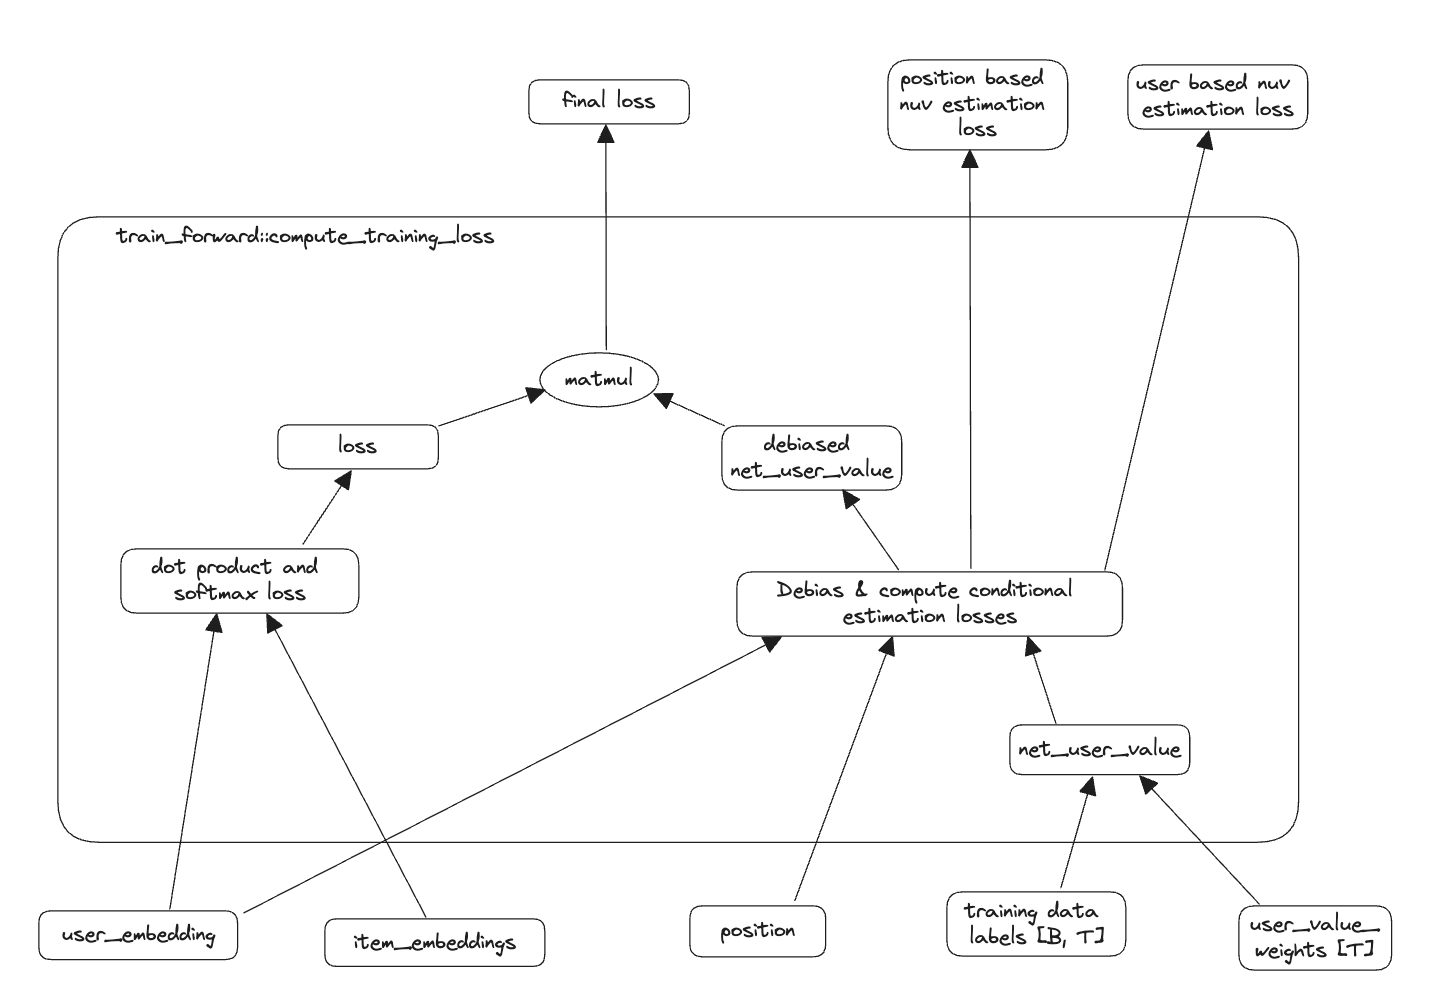 final loss
position based
nuv estimation
loss
user based nuv
estimation loss
train_forward::compute_training_loss
matmul
loss
debiased
net_user_value
dot product and
softmax loss
Debias & compute conditional
estimation losses
net_user_value
user_embedding
item_embeddings
position
training data
labels [B, T]
user_value_
weights [T]